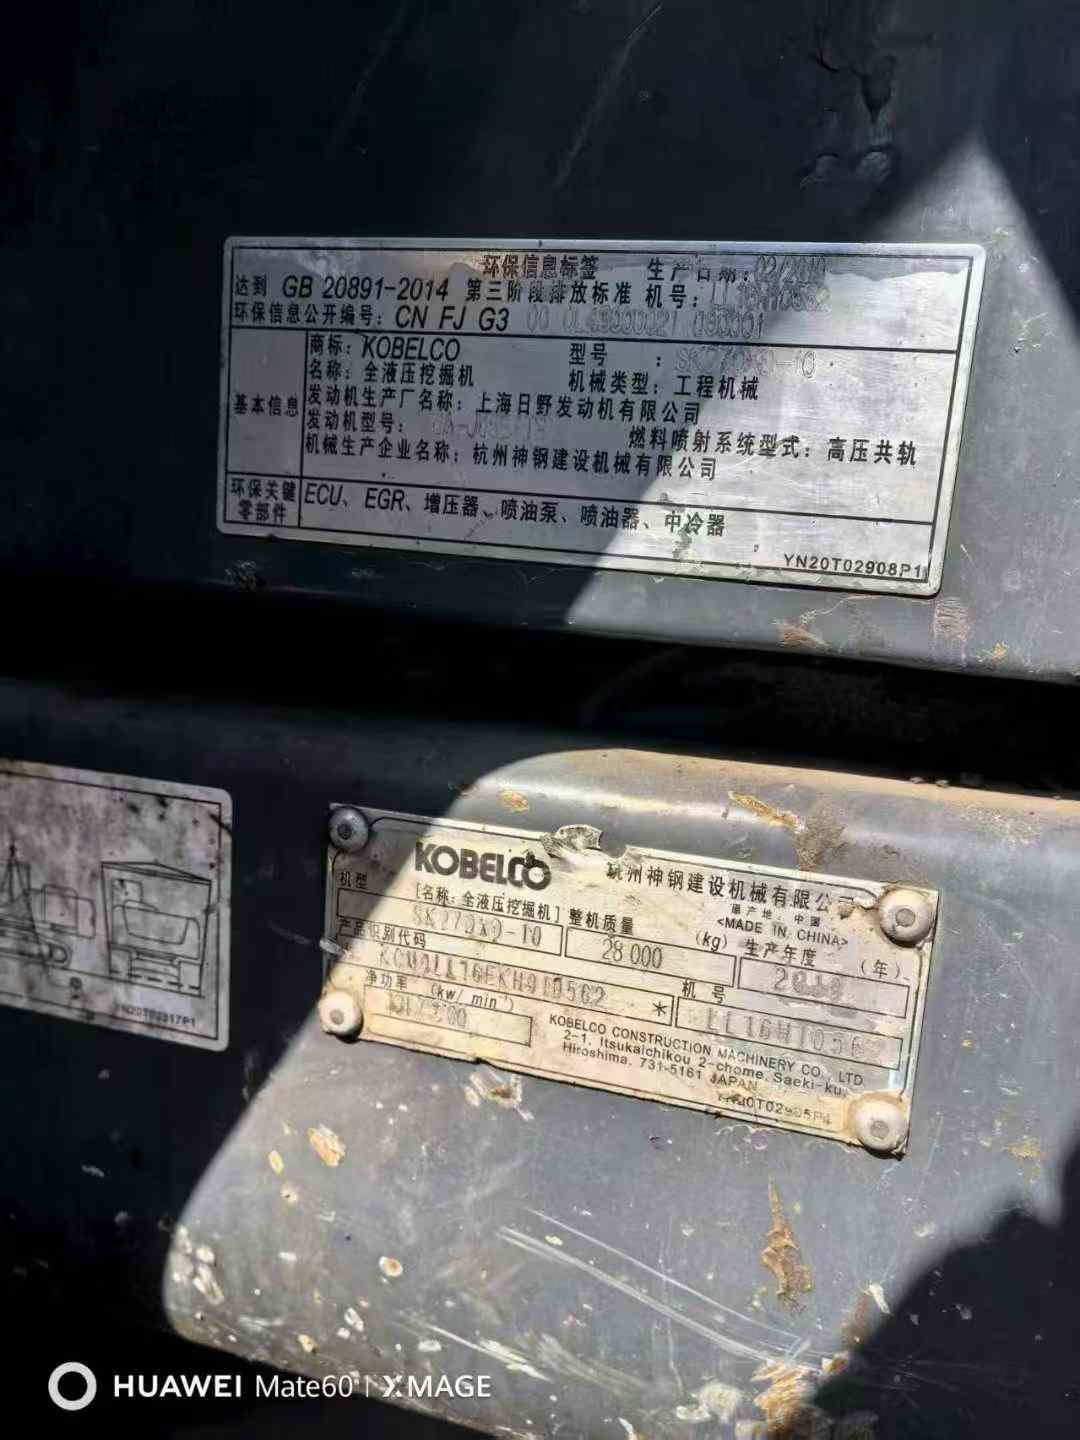 环保信息标签 生产日期:
达到 GB 20891-2014 第三阶段排放标准 机号:
环保信息公开编号: CN FJ G3
商标: KOBELCO 型号 :
名称: 全液压挖掘机 机械类型: 工程机械
发动机生产厂名称: 上海日野发动机有限公司
基本信息
发动机型号: 燃料喷射系统型式: 高压共轨
机械生产企业名称: 杭州神钢建设机械有限公司
环保关键零部件
ECU、EGR、增压器、喷油泵、喷油器、中冷器
YN20T02908P1
KOBELCO 杭州神钢建设机械有限公司
原产地: 中国
<MADE IN CHINA>
机型 [名称: 全液压挖掘机] 整机质量 (kg) 生产年度 (年)
28 000
产品识别代码 机号
净功率 (kw/min⁻¹)
KOBELCO CONSTRUCTION MACHINERY CO., LTD.
2-1, Itsukaichikou 2-chome, Saeki-ku,
Hiroshima, 731-5161 JAPAN
HUAWEI Mate60 | XMAGE